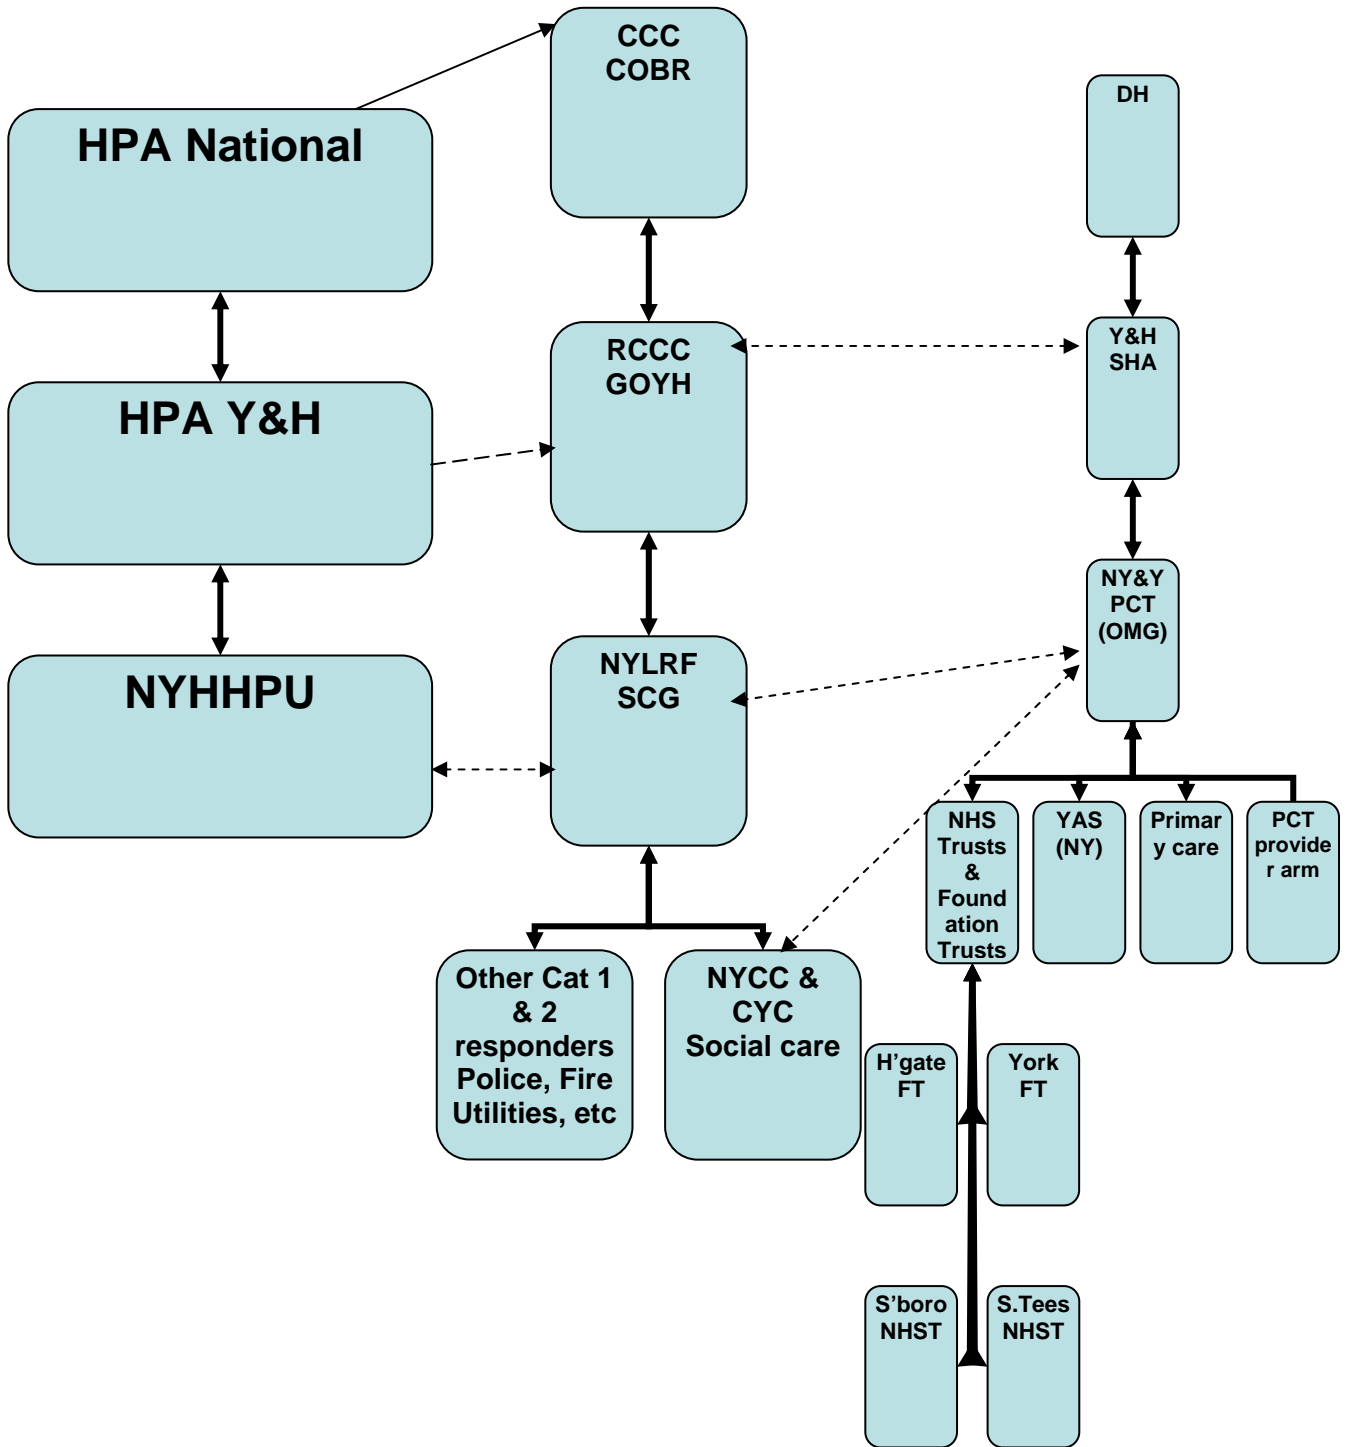 CCC
COBR
DH
HPA National
RCCC
GOYH
Y&H
SHA
HPA Y&H
NY&Y
PCT
(OMG)
NYLRF
SCG
NYHHPU
NHS
Trusts
&
Found
ation
Trusts
YAS
(NY)
Primar
y care
PCT
provide
r arm
Other Cat 1
& 2
responders
Police, Fire
Utilities, etc
NYCC &
CYC
Social care
H'gate
FT
York
FT
S'boro
NHST
S.Tees
NHST